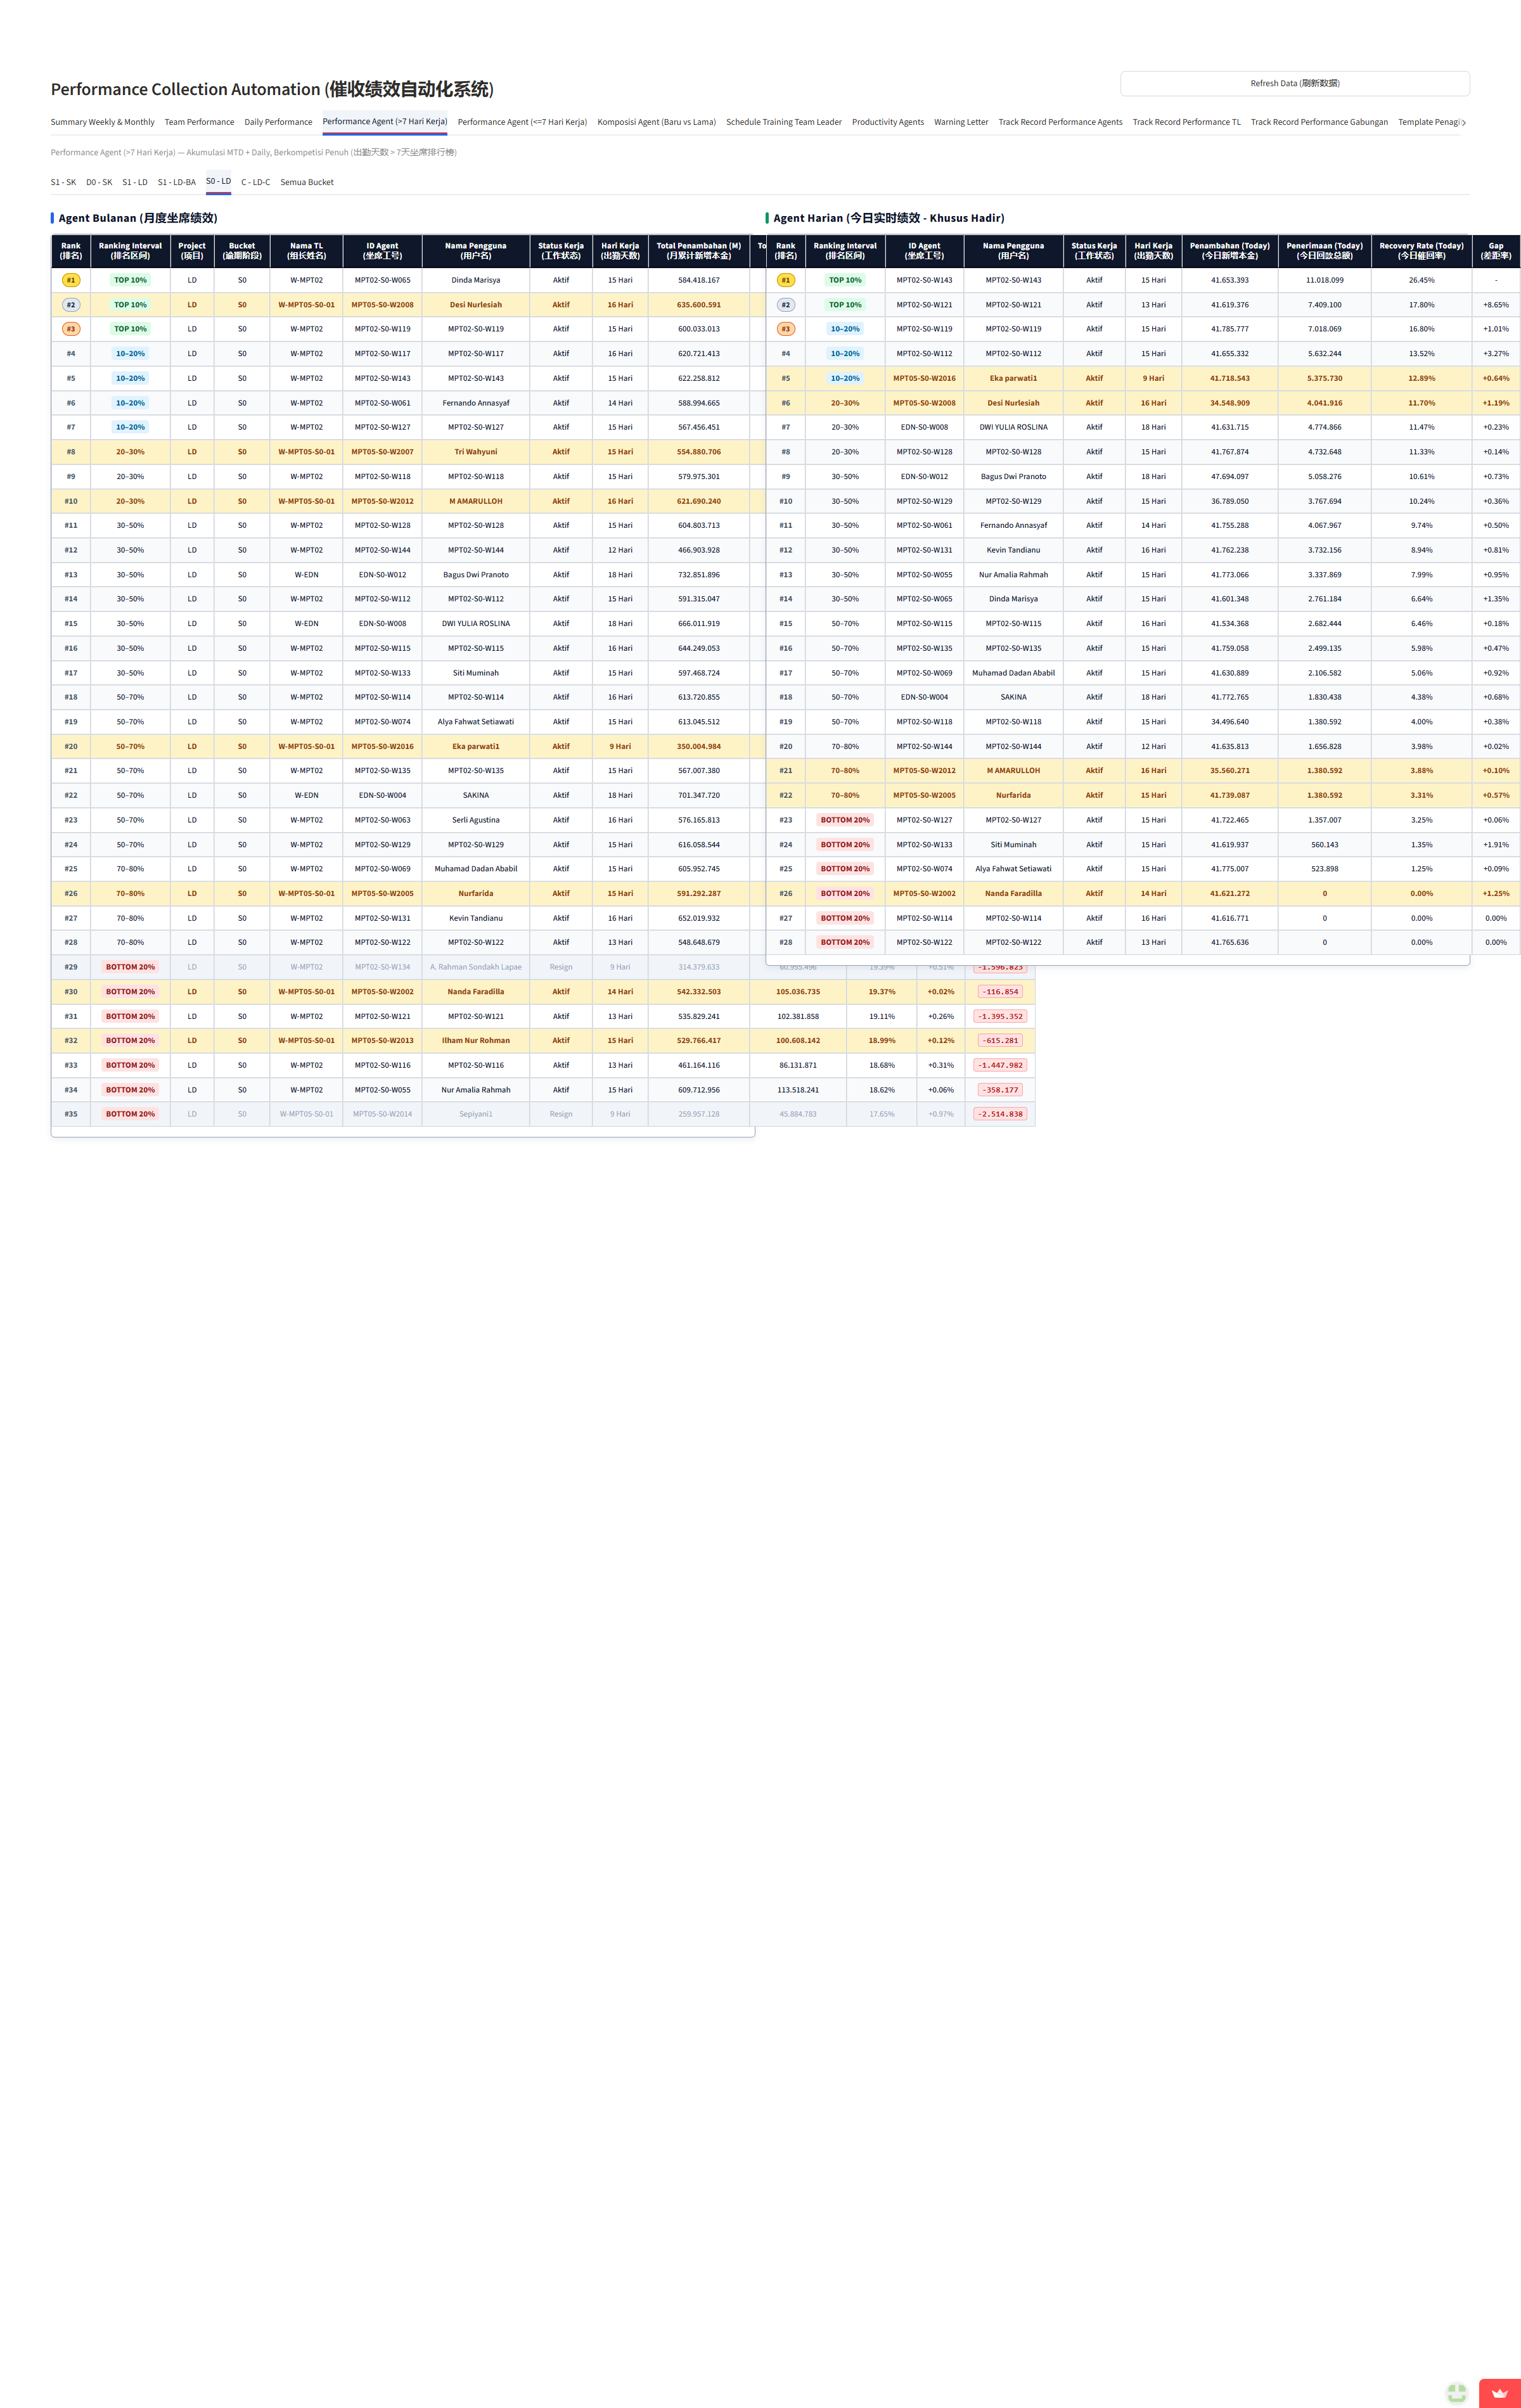 Performance Collection Automation (催收绩效自动化系统)
Refresh Data (刷新数据)
Summary Weekly & Monthly Team Performance Daily Performance Performance Agent (>7 Hari Kerja) Performance Agent (<=7 Hari Kerja) Komposisi Agent (Baru vs Lama) Schedule Training Team Leader Productivity Agents Warning Letter Track Record Performance Agents Track Record Performance TL Track Record Performance Gabungan Template Penagi
Performance Agent (>7 Hari Kerja) — Akumulasi MTD + Daily, Berkompetisi Penuh (出勤天数 > 7天坐席排行榜)
S1 - SK D0 - SK S1 - LD S1 - LD-BA S0 - LD C - LD-C Semua Bucket
Agent Bulanan (月度坐席绩效)
Rank Ranking Interval Project Bucket Nama TL ID Agent Nama Pengguna Status Kerja Hari Kerja Total Penambahan (M) To
(排名) (排名区间) (项目) (逾期阶段) (组长姓名) (坐席工号) (用户名) (工作状态) (出勤天数) (月累计新增本金)
#1 TOP 10% LD S0 W-MPT02 MPT02-S0-W065 Dinda Marisya Aktif 15 Hari 584.418.167
#2 TOP 10% LD S0 W-MPT05-S0-01 MPT05-S0-W2008 Desi Nurlesiah Aktif 16 Hari 635.600.591
#3 TOP 10% LD S0 W-MPT02 MPT02-S0-W119 MPT02-S0-W119 Aktif 15 Hari 600.033.013
#4 10–20% LD S0 W-MPT02 MPT02-S0-W117 MPT02-S0-W117 Aktif 16 Hari 620.721.413
#5 10–20% LD S0 W-MPT02 MPT02-S0-W143 MPT02-S0-W143 Aktif 15 Hari 622.258.812
#6 10–20% LD S0 W-MPT02 MPT02-S0-W061 Fernando Annasyaf Aktif 14 Hari 588.994.665
#7 10–20% LD S0 W-MPT02 MPT02-S0-W127 MPT02-S0-W127 Aktif 15 Hari 567.456.451
#8 20–30% LD S0 W-MPT05-S0-01 MPT05-S0-W2007 Tri Wahyuni Aktif 15 Hari 554.880.706
#9 20–30% LD S0 W-MPT02 MPT02-S0-W118 MPT02-S0-W118 Aktif 15 Hari 579.975.301
#10 20–30% LD S0 W-MPT05-S0-01 MPT05-S0-W2012 M AMARULLOH Aktif 16 Hari 621.690.240
#11 30–50% LD S0 W-MPT02 MPT02-S0-W128 MPT02-S0-W128 Aktif 15 Hari 604.803.713
#12 30–50% LD S0 W-MPT02 MPT02-S0-W144 MPT02-S0-W144 Aktif 12 Hari 466.903.928
#13 30–50% LD S0 W-EDN EDN-S0-W012 Bagus Dwi Pranoto Aktif 18 Hari 732.851.896
#14 30–50% LD S0 W-MPT02 MPT02-S0-W112 MPT02-S0-W112 Aktif 15 Hari 591.315.047
#15 30–50% LD S0 W-EDN EDN-S0-W008 DWI YULIA ROSLINA Aktif 18 Hari 666.011.919
#16 30–50% LD S0 W-MPT02 MPT02-S0-W115 MPT02-S0-W115 Aktif 16 Hari 644.249.053
#17 30–50% LD S0 W-MPT02 MPT02-S0-W133 Siti Muminah Aktif 15 Hari 597.468.724
#18 50–70% LD S0 W-MPT02 MPT02-S0-W114 MPT02-S0-W114 Aktif 16 Hari 613.720.855
#19 50–70% LD S0 W-MPT02 MPT02-S0-W074 Alya Fahwat Setiawati Aktif 15 Hari 613.045.512
#20 50–70% LD S0 W-MPT05-S0-01 MPT05-S0-W2016 Eka parwati1 Aktif 9 Hari 350.004.984
#21 50–70% LD S0 W-MPT02 MPT02-S0-W135 MPT02-S0-W135 Aktif 15 Hari 567.007.380
#22 50–70% LD S0 W-EDN EDN-S0-W004 SAKINA Aktif 18 Hari 701.347.720
#23 50–70% LD S0 W-MPT02 MPT02-S0-W063 Serli Agustina Aktif 16 Hari 576.165.813
#24 50–70% LD S0 W-MPT02 MPT02-S0-W129 MPT02-S0-W129 Aktif 15 Hari 616.058.544
#25 70–80% LD S0 W-MPT02 MPT02-S0-W069 Muhamad Dadan Ababil Aktif 15 Hari 605.952.745
#26 70–80% LD S0 W-MPT05-S0-01 MPT05-S0-W2005 Nurfarida Aktif 15 Hari 591.292.287
#27 70–80% LD S0 W-MPT02 MPT02-S0-W131 Kevin Tandianu Aktif 16 Hari 652.019.932
#28 70–80% LD S0 W-MPT02 MPT02-S0-W122 MPT02-S0-W122 Aktif 13 Hari 548.648.679
#29 BOTTOM 20% LD S0 W-MPT02 MPT02-S0-W134 A. Rahman Sondakh Lapae Resign 9 Hari 314.379.633 60.955.496 19.39% +0.51% -1.596.823
#30 BOTTOM 20% LD S0 W-MPT05-S0-01 MPT05-S0-W2002 Nanda Faradilla Aktif 14 Hari 542.332.503 105.036.735 19.37% +0.02% -116.854
#31 BOTTOM 20% LD S0 W-MPT02 MPT02-S0-W121 MPT02-S0-W121 Aktif 13 Hari 535.829.241 102.381.858 19.11% +0.26% -1.395.352
#32 BOTTOM 20% LD S0 W-MPT05-S0-01 MPT05-S0-W2013 Ilham Nur Rohman Aktif 15 Hari 529.766.417 100.608.142 18.99% +0.12% -615.281
#33 BOTTOM 20% LD S0 W-MPT02 MPT02-S0-W116 MPT02-S0-W116 Aktif 13 Hari 461.164.116 86.131.871 18.68% +0.31% -1.447.982
#34 BOTTOM 20% LD S0 W-MPT02 MPT02-S0-W055 Nur Amalia Rahmah Aktif 15 Hari 609.712.956 113.518.241 18.62% +0.06% -358.177
#35 BOTTOM 20% LD S0 W-MPT05-S0-01 MPT05-S0-W2014 Sepiyani1 Resign 9 Hari 259.957.128 45.884.783 17.65% +0.97% -2.514.838
Agent Harian (今日实时绩效 - Khusus Hadir)
Rank Ranking Interval ID Agent Nama Pengguna Status Kerja Hari Kerja Penambahan (Today) Penerimaan (Today) Recovery Rate (Today) Gap
(排名) (排名区间) (坐席工号) (用户名) (工作状态) (出勤天数) (今日新增本金) (今日回款总额) (今日催回率) (差距率)
#1 TOP 10% MPT02-S0-W143 MPT02-S0-W143 Aktif 15 Hari 41.653.393 11.018.099 26.45% -
#2 TOP 10% MPT02-S0-W121 MPT02-S0-W121 Aktif 13 Hari 41.619.376 7.409.100 17.80% +8.65%
#3 10–20% MPT02-S0-W119 MPT02-S0-W119 Aktif 15 Hari 41.785.777 7.018.069 16.80% +1.01%
#4 10–20% MPT02-S0-W112 MPT02-S0-W112 Aktif 15 Hari 41.655.332 5.632.244 13.52% +3.27%
#5 10–20% MPT05-S0-W2016 Eka parwati1 Aktif 9 Hari 41.718.543 5.375.730 12.89% +0.64%
#6 20–30% MPT05-S0-W2008 Desi Nurlesiah Aktif 16 Hari 34.548.909 4.041.916 11.70% +1.19%
#7 20–30% EDN-S0-W008 DWI YULIA ROSLINA Aktif 18 Hari 41.631.715 4.774.866 11.47% +0.23%
#8 20–30% MPT02-S0-W128 MPT02-S0-W128 Aktif 15 Hari 41.767.874 4.732.648 11.33% +0.14%
#9 30–50% EDN-S0-W012 Bagus Dwi Pranoto Aktif 18 Hari 47.694.097 5.058.276 10.61% +0.73%
#10 30–50% MPT02-S0-W129 MPT02-S0-W129 Aktif 15 Hari 36.789.050 3.767.694 10.24% +0.36%
#11 30–50% MPT02-S0-W061 Fernando Annasyaf Aktif 14 Hari 41.755.288 4.067.967 9.74% +0.50%
#12 30–50% MPT02-S0-W131 Kevin Tandianu Aktif 16 Hari 41.762.238 3.732.156 8.94% +0.81%
#13 30–50% MPT02-S0-W055 Nur Amalia Rahmah Aktif 15 Hari 41.773.066 3.337.869 7.99% +0.95%
#14 30–50% MPT02-S0-W065 Dinda Marisya Aktif 15 Hari 41.601.348 2.761.184 6.64% +1.35%
#15 50–70% MPT02-S0-W115 MPT02-S0-W115 Aktif 16 Hari 41.534.368 2.682.444 6.46% +0.18%
#16 50–70% MPT02-S0-W135 MPT02-S0-W135 Aktif 15 Hari 41.759.058 2.499.135 5.98% +0.47%
#17 50–70% MPT02-S0-W069 Muhamad Dadan Ababil Aktif 15 Hari 41.630.889 2.106.582 5.06% +0.92%
#18 50–70% EDN-S0-W004 SAKINA Aktif 18 Hari 41.772.765 1.830.438 4.38% +0.68%
#19 50–70% MPT02-S0-W118 MPT02-S0-W118 Aktif 15 Hari 34.496.640 1.380.592 4.00% +0.38%
#20 70–80% MPT02-S0-W144 MPT02-S0-W144 Aktif 12 Hari 41.635.813 1.656.828 3.98% +0.02%
#21 70–80% MPT05-S0-W2012 M AMARULLOH Aktif 16 Hari 35.560.271 1.380.592 3.88% +0.10%
#22 70–80% MPT05-S0-W2005 Nurfarida Aktif 15 Hari 41.739.087 1.380.592 3.31% +0.57%
#23 BOTTOM 20% MPT02-S0-W127 MPT02-S0-W127 Aktif 15 Hari 41.722.465 1.357.007 3.25% +0.06%
#24 BOTTOM 20% MPT02-S0-W133 Siti Muminah Aktif 15 Hari 41.619.937 560.143 1.35% +1.91%
#25 BOTTOM 20% MPT02-S0-W074 Alya Fahwat Setiawati Aktif 15 Hari 41.775.007 523.898 1.25% +0.09%
#26 BOTTOM 20% MPT05-S0-W2002 Nanda Faradilla Aktif 14 Hari 41.621.272 0 0.00% +1.25%
#27 BOTTOM 20% MPT02-S0-W114 MPT02-S0-W114 Aktif 16 Hari 41.616.771 0 0.00% 0.00%
#28 BOTTOM 20% MPT02-S0-W122 MPT02-S0-W122 Aktif 13 Hari 41.765.636 0 0.00% 0.00%